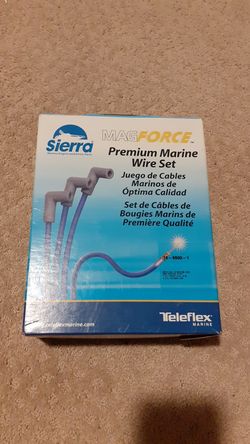 Sierra
MAGFORCE™
Premium Marine
Wire Set
Juego de Cables
Marinos de
Óptima Calidad
Set de Câbles de
Bougies Marins de
Première Qualité
Teleflex
MARINE